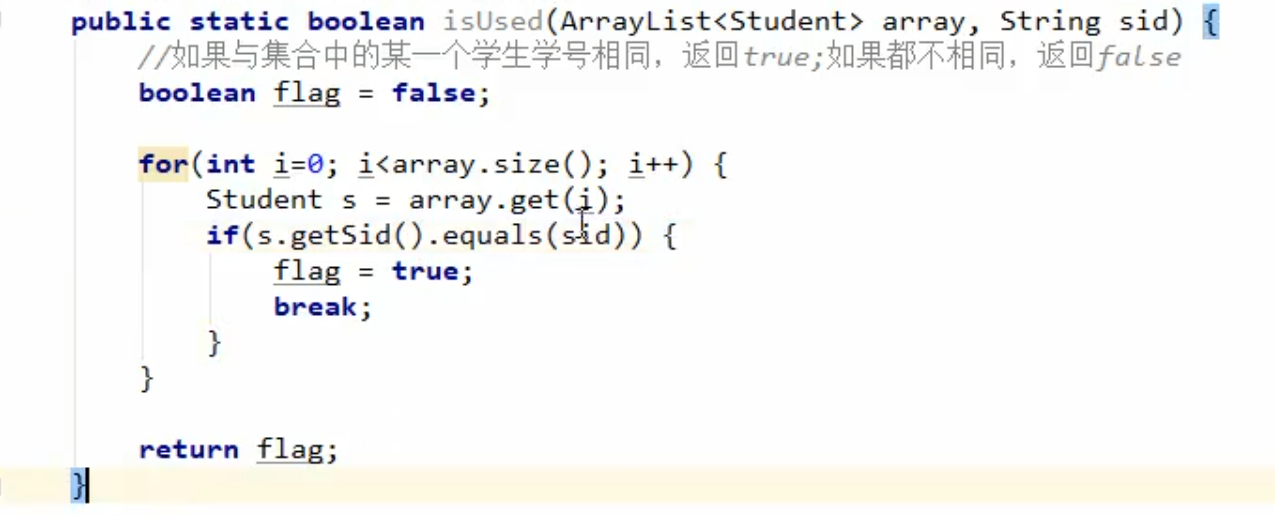 public static boolean isUsed(ArrayList<Student> array, String sid) {
//如果与集合中的某一个学生学号相同，返回true;如果都不相同，返回false
boolean flag = false;
for(int i=0; i<array.size(); i++) {
Student s = array.get(i);
if(s.getSid().equals(sid)) {
flag = true;
break;
}
}
return flag;
}